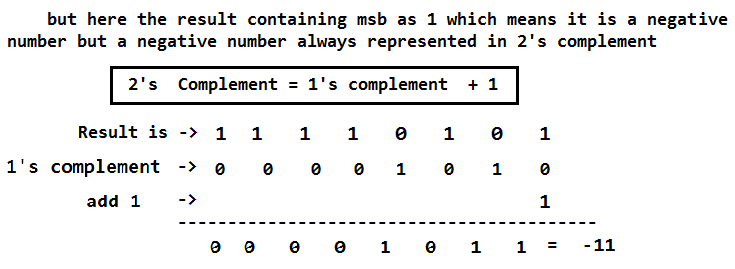 but here the result containing msb as 1 which means it is a negative
number but a negative number always represented in 2's complement
2's Complement = 1's complement + 1
Result is -> 1 1 1 1 0 1 0 1
1's complement -> 0 0 0 0 1 0 1 0
add 1 -> 1
--------------------------------------------
0 0 0 0 1 0 1 1 = -11